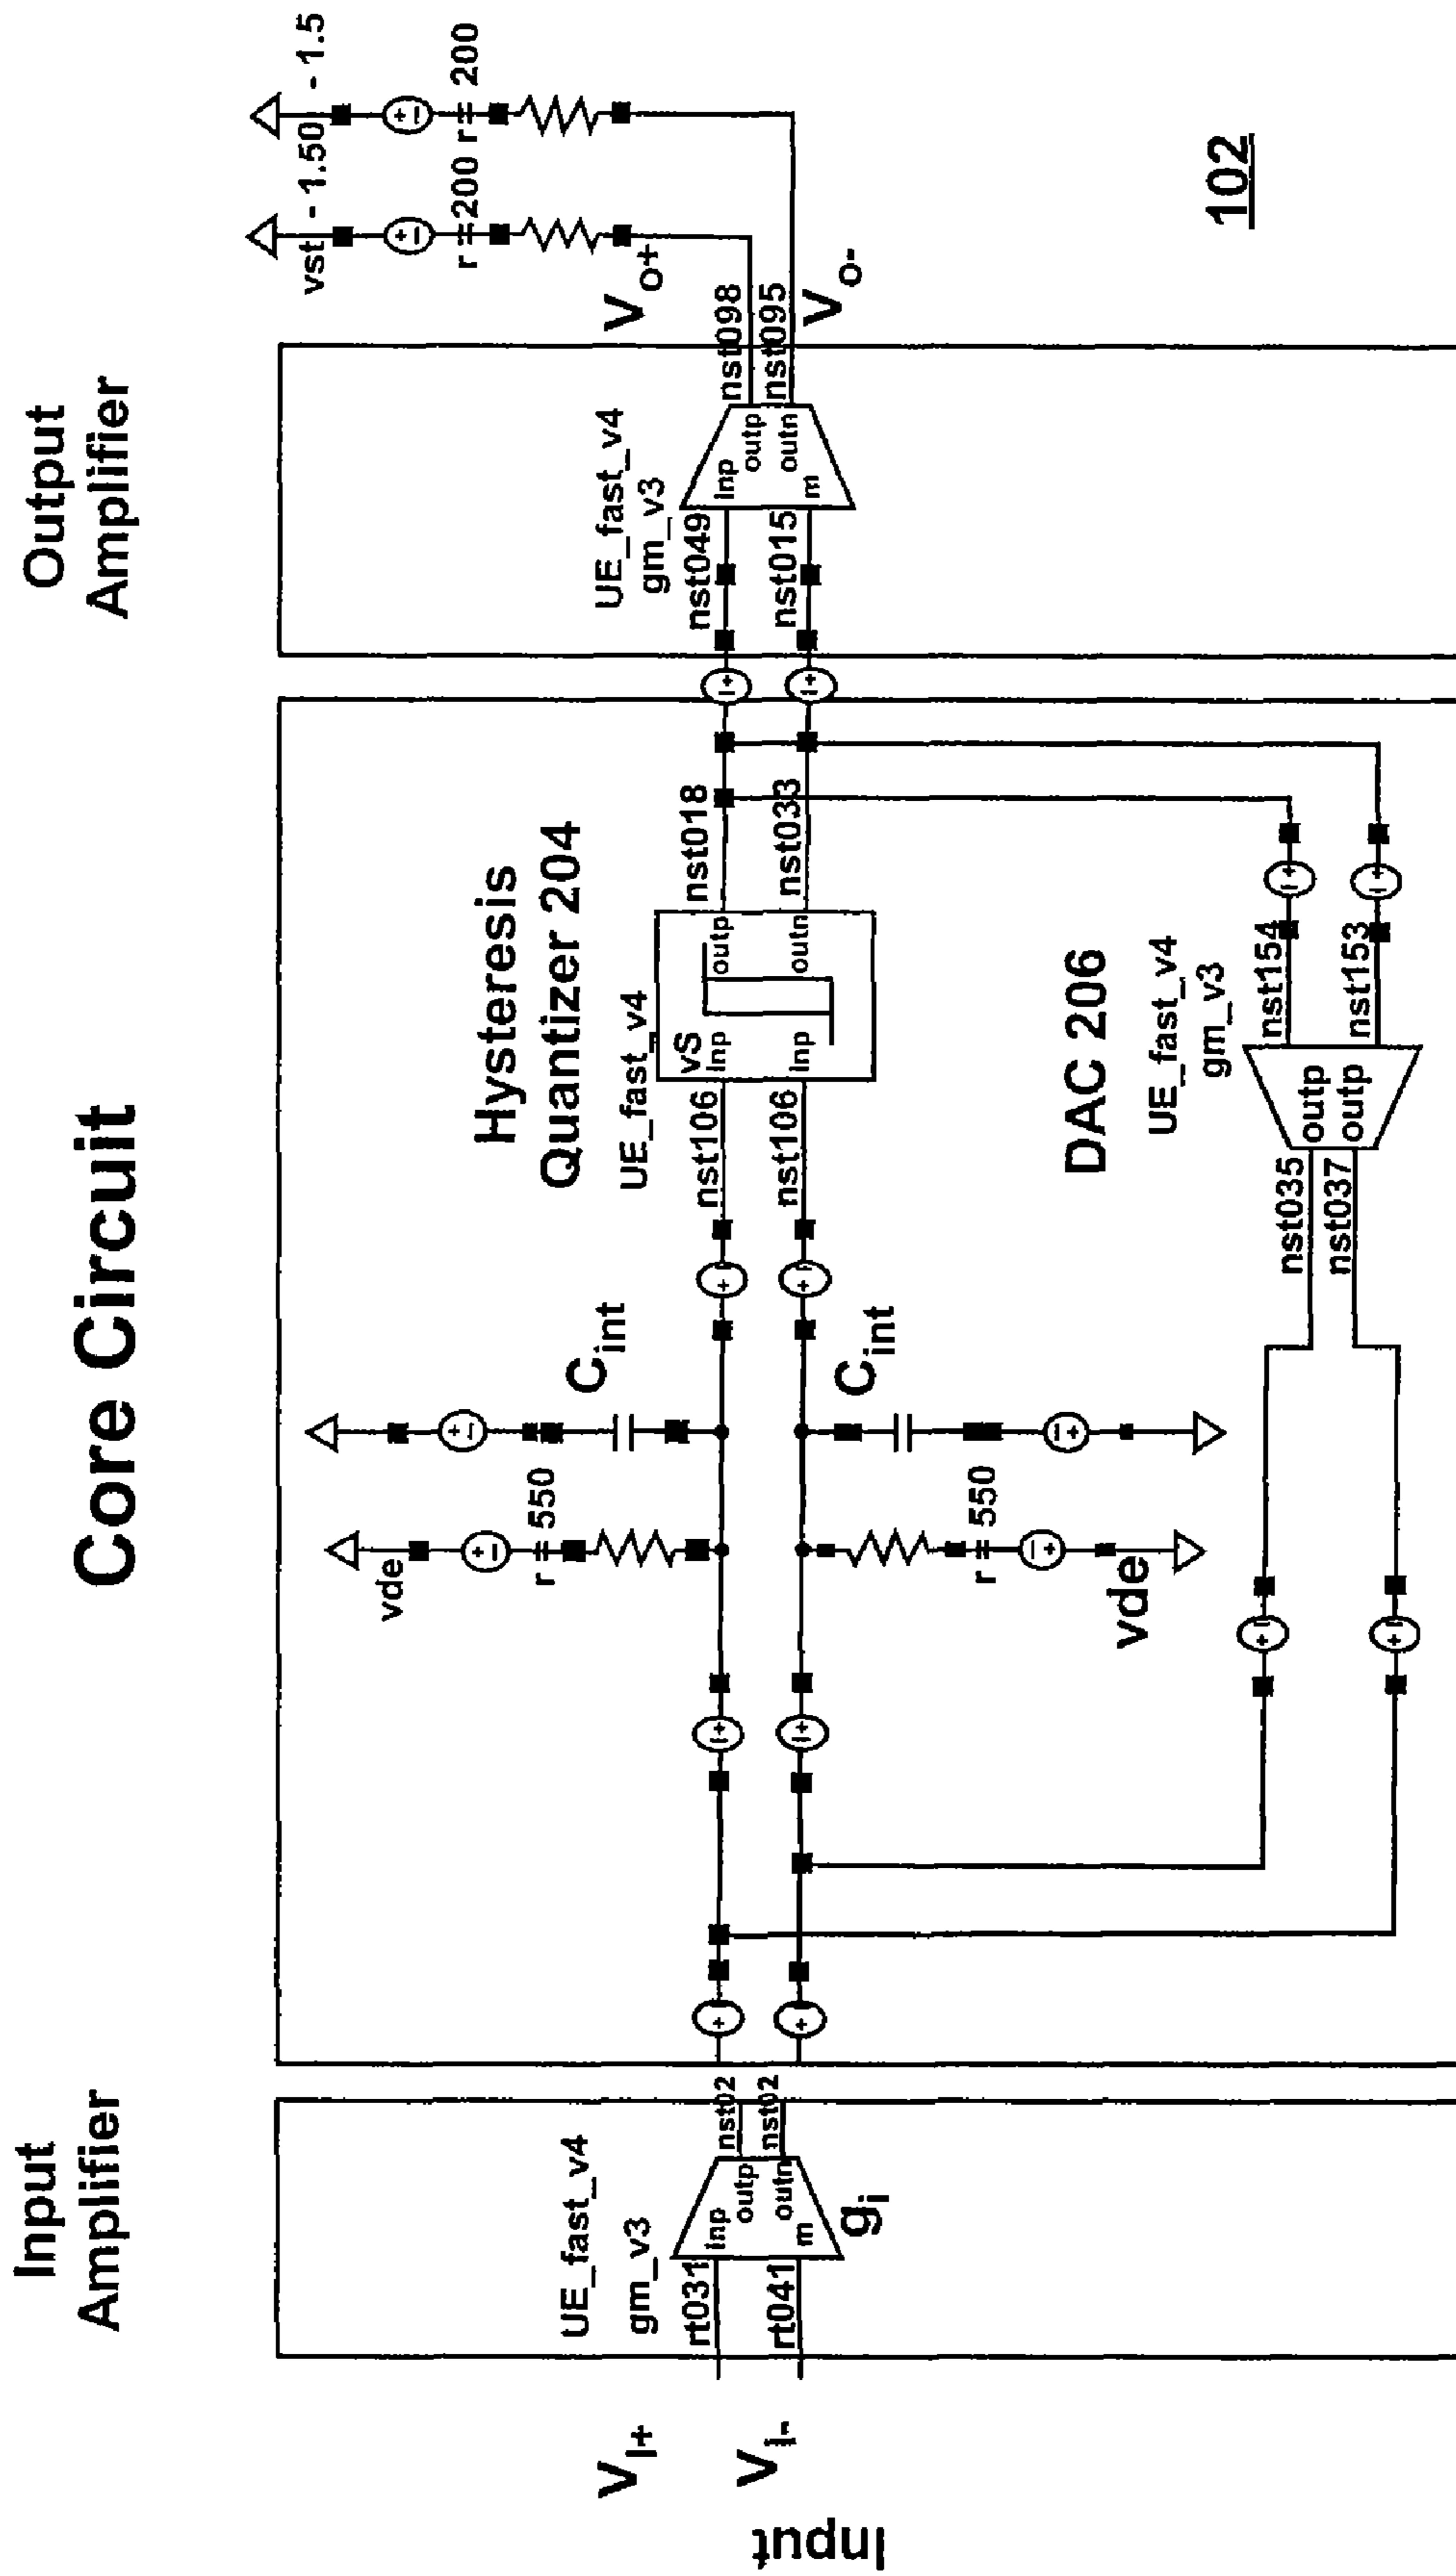 Input
Amplifier
Core Circuit
Output
Amplifier
Input
V i+
V i-
UE_fast_v4
gm_v3
rt031
rt041
inp
m
outp
outn
g i
nst02
nst02
vde
r = 550
C int
r = 550
vde
C int
Hysteresis
Quantizer 204
UE_fast_v4
nst106
nst106
vS
inp
inp
outp
outn
nst018
nst033
DAC 206
UE_fast_v4
gm_v3
nst035
nst037
outp
outp
nst154
nst153
UE_fast_v4
gm_v3
nst049
nst015
inp
m
outp
outn
nst098
nst095
V o+
V o-
vst - 1.50 - 1.5
r = 200 r = 200
102